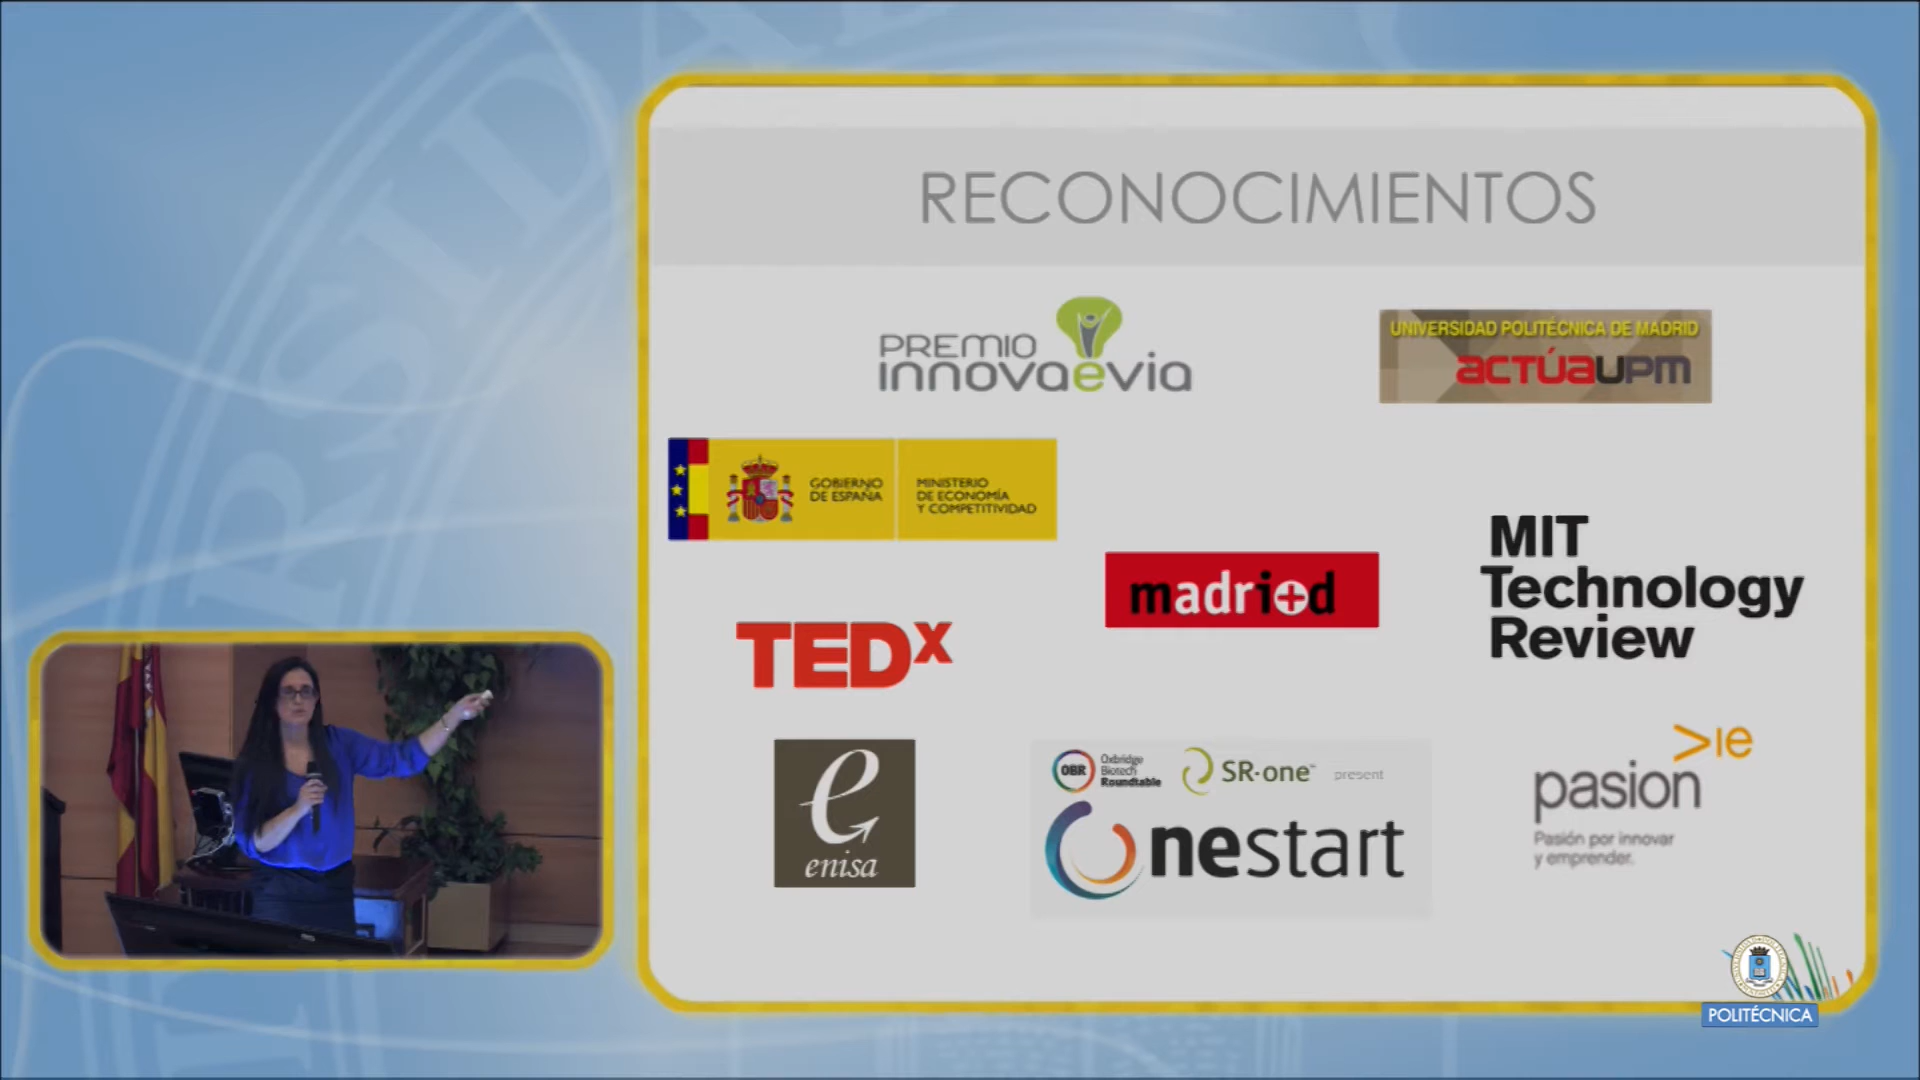 RECONOCIMIENTOS
PREMIO
innovaevia
UNIVERSIDAD POLITÉCNICA DE MADRID
actúaupm
GOBIERNO
DE ESPAÑA
MINISTERIO
DE ECONOMÍA
Y COMPETITIVIDAD
madri+d
MIT
Technology
Review
TEDx
e
enisa
OBR
Oxbridge
Biotech
Roundtable
SR·one™ present
Onestart
>ie
pasion
Pasión por innovar
y emprender.
POLITÉCNICA